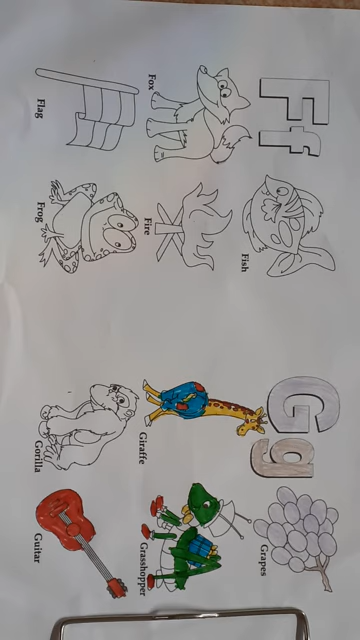 Ff
Fish
Fox
Fire
Flag
Frog
Gg
Grapes
Giraffe
Grasshopper
Gorilla
Guitar